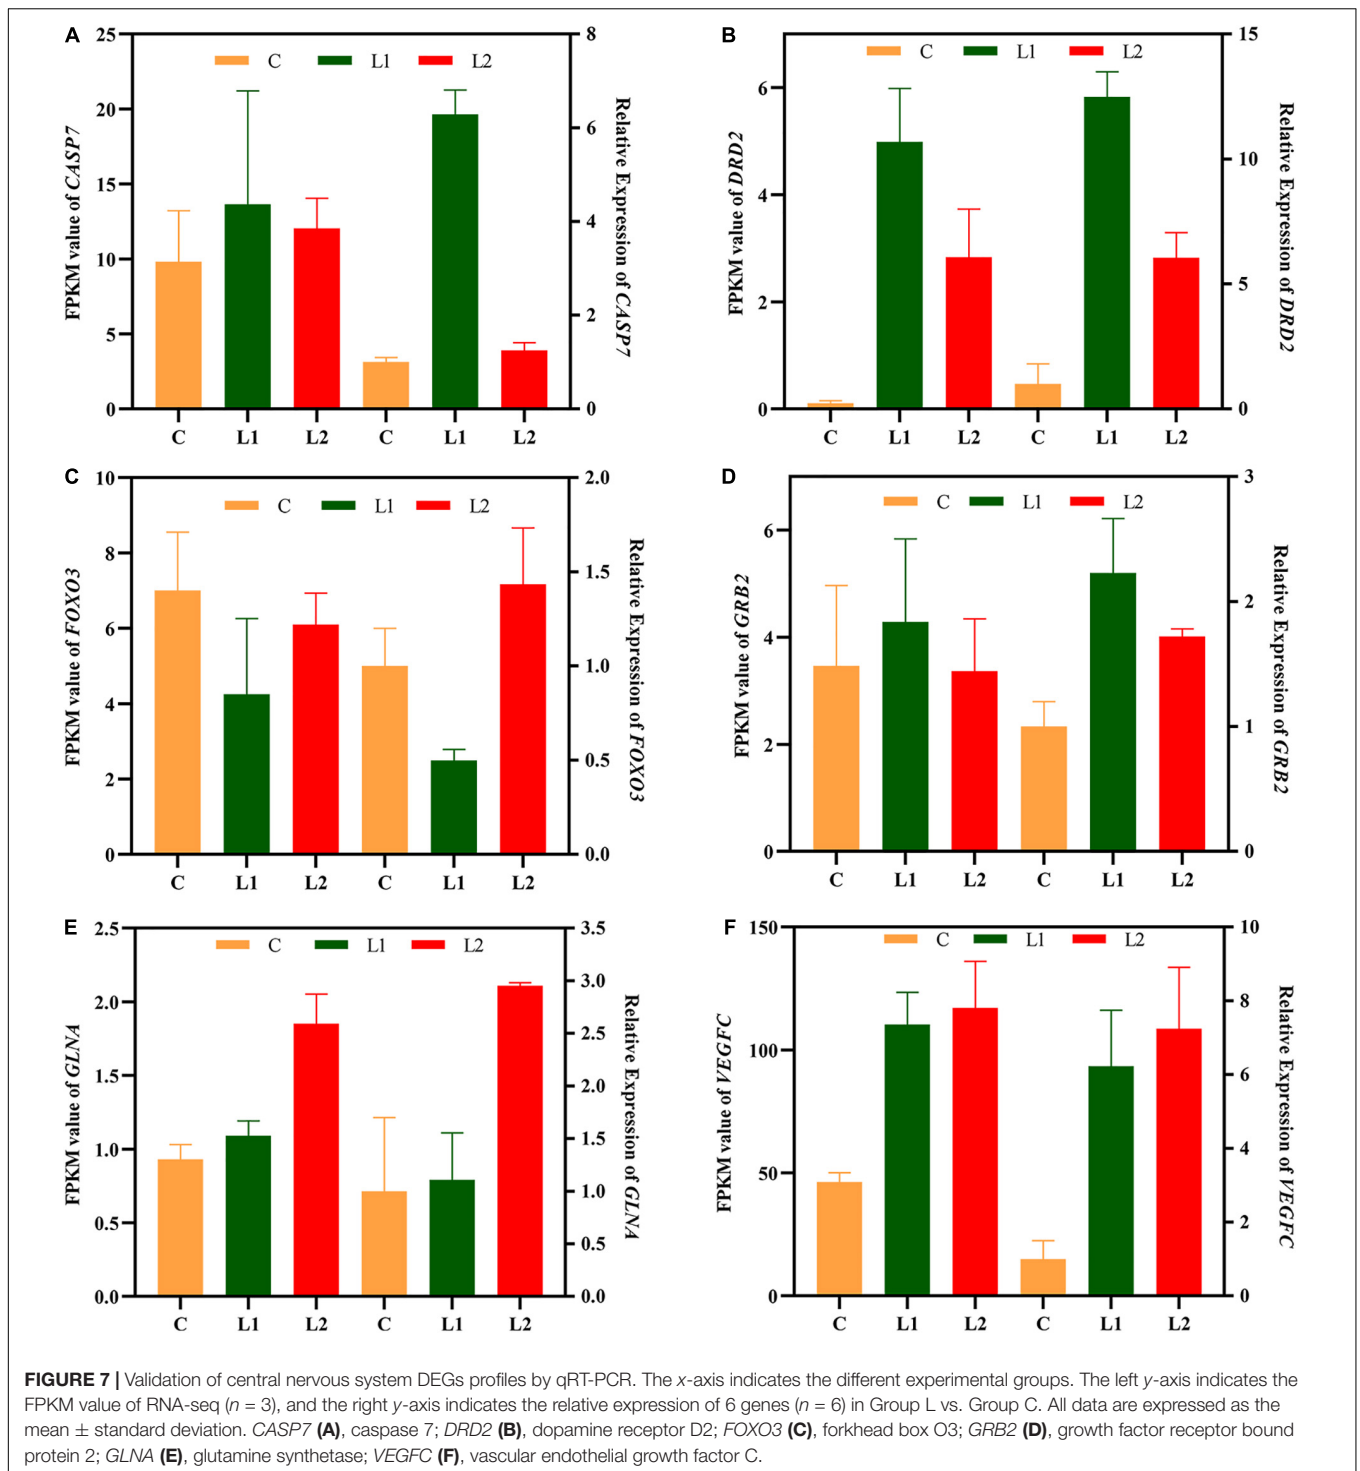 A
C L1 L2
FPKM value of CASP7
25
20
15
10
5
0
8
6
4
2
0
Relative Expression of CASP7
C L1 L2 C L1 L2
B
C L1 L2
FPKM value of DRD2
6
4
2
0
15
10
5
0
Relative Expression of DRD2
C L1 L2 C L1 L2
C
C L1 L2
FPKM value of FOXO3
10
8
6
4
2
0
2.0
1.5
1.0
0.5
0.0
Relative Expression of FOXO3
C L1 L2 C L1 L2
D
C L1 L2
FPKM value of GRB2
6
4
2
0
3
2
1
0
Relative Expression of GRB2
C L1 L2 C L1 L2
E
C L1 L2
FPKM value of GLNA
2.5
2.0
1.5
1.0
0.5
0.0
3.5
3.0
2.5
2.0
1.5
1.0
0.5
0.0
Relative Expression of GLNA
C L1 L2 C L1 L2
F
C L1 L2
FPKM value of VEGFC
150
100
50
0
10
8
6
4
2
0
Relative Expression of VEGFC
C L1 L2 C L1 L2
FIGURE 7 | Validation of central nervous system DEGs profiles by qRT-PCR. The x-axis indicates the different experimental groups. The left y-axis indicates the
FPKM value of RNA-seq (n = 3), and the right y-axis indicates the relative expression of 6 genes (n = 6) in Group L vs. Group C. All data are expressed as the
mean ± standard deviation. CASP7 (A), caspase 7; DRD2 (B), dopamine receptor D2; FOXO3 (C), forkhead box O3; GRB2 (D), growth factor receptor bound
protein 2; GLNA (E), glutamine synthetase; VEGFC (F), vascular endothelial growth factor C.